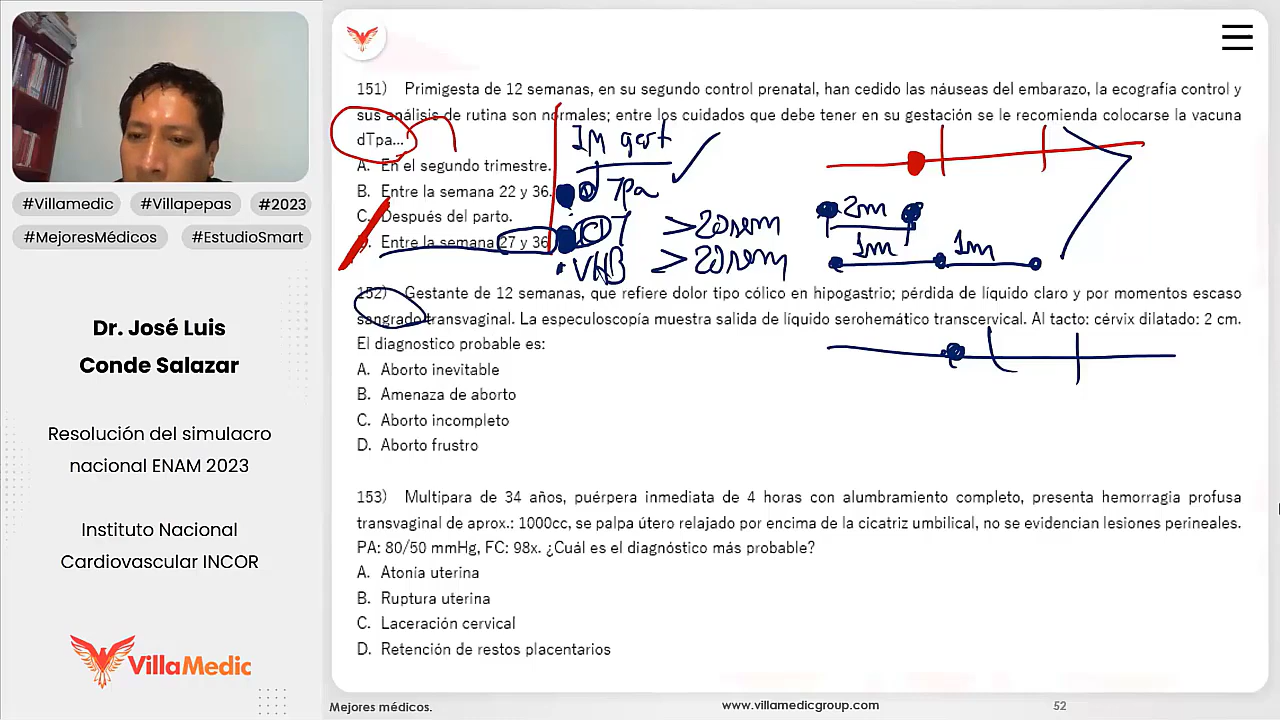 151) Primigesta de 12 semanas, en su segundo control prenatal, han cedido las náuseas del embarazo, la ecografía control y
sus análisis de rutina son normales; entre los cuidados que debe tener en su gestación se le recomienda colocarse la vacuna
dTpa...
A. En el segundo trimestre.
B. Entre la semana 22 y 36.
C. Después del parto.
D. Entre la semana 27 y 36
Im gest
dTpa
dT >20sem
VHB >20sem
2m
1m 1m
152) Gestante de 12 semanas, que refiere dolor tipo cólico en hipogastrio; pérdida de líquido claro y por momentos escaso
sangrado transvaginal. La especuloscopía muestra salida de líquido serohemático transcervical. Al tacto: cérvix dilatado: 2 cm.
El diagnostico probable es:
A. Aborto inevitable
B. Amenaza de aborto
C. Aborto incompleto
D. Aborto frustro
153) Multipara de 34 años, puérpera inmediata de 4 horas con alumbramiento completo, presenta hemorragia profusa
transvaginal de aprox.: 1000cc, se palpa útero relajado por encima de la cicatriz umbilical, no se evidencian lesiones perineales.
PA: 80/50 mmHg, FC: 98x. ¿Cuál es el diagnóstico más probable?
A. Atonia uterina
B. Ruptura uterina
C. Laceración cervical
D. Retención de restos placentarios
#Villamedic #Villapepas #2023
#MejoresMédicos #EstudioSmart
Dr. José Luis
Conde Salazar
Resolución del simulacro
nacional ENAM 2023
Instituto Nacional
Cardiovascular INCOR
VillaMedic
Mejores médicos. www.villamedicgroup.com 52